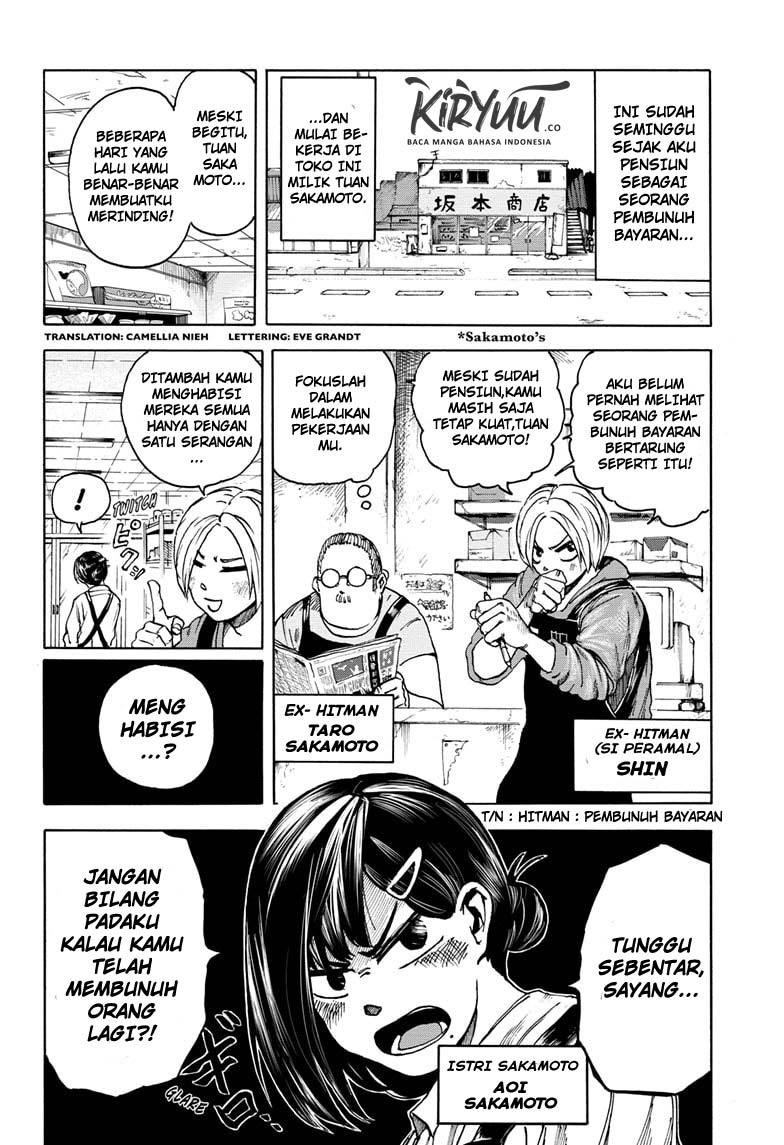 INI SUDAH
SEMINGGU
SEJAK AKU
PENSIUN
SEBAGAI
SEORANG
PEMBUNUH
BAYARAN...
KiRYUU.CO
BACA MANGA BAHASA INDONESIA
...DAN
MULAI BE-
KERJA DI
TOKO INI
MILIK TUAN
SAKAMOTO.
坂本商店
MESKI
BEGITU,
TUAN
SAKA
MOTO...
BEBERAPA
HARI YANG
LALU KAMU
BENAR-BENAR
MEMBUATKU
MERINDING!
TRANSLATION: CAMELLIA NIEH
LETTERING: EVE GRANDT
*Sakamoto's
AKU BELUM
PERNAH MELIHAT
SEORANG PEM-
BUNUH BAYARAN
BERTARUNG
SEPERTI ITU!
MESKI SUDAH
PENSIUN,KAMU
MASIH SAJA
TETAP KUAT,TUAN
SAKAMOTO!
FOKUSLAH
DALAM
MELAKUKAN
PEKERJAAN
MU.
EX- HITMAN
(SI PERAMAL)
SHIN
EX- HITMAN
TARO
SAKAMOTO
DITAMBAH KAMU
MENGHABISI
MEREKA SEMUA
HANYA DENGAN
SATU SERANGAN
...
!
TWITCH
ピクッ
MENG
HABISI
...?
T/N : HITMAN : PEMBUNUH BAYARAN
TUNGGU
SEBENTAR,
SAYANG...
JANGAN
BILANG
PADAKU
KALAU KAMU
TELAH
MEMBUNUH
ORANG
LAGI?!
GLARE
ギロ
ISTRI SAKAMOTO
AOI
SAKAMOTO